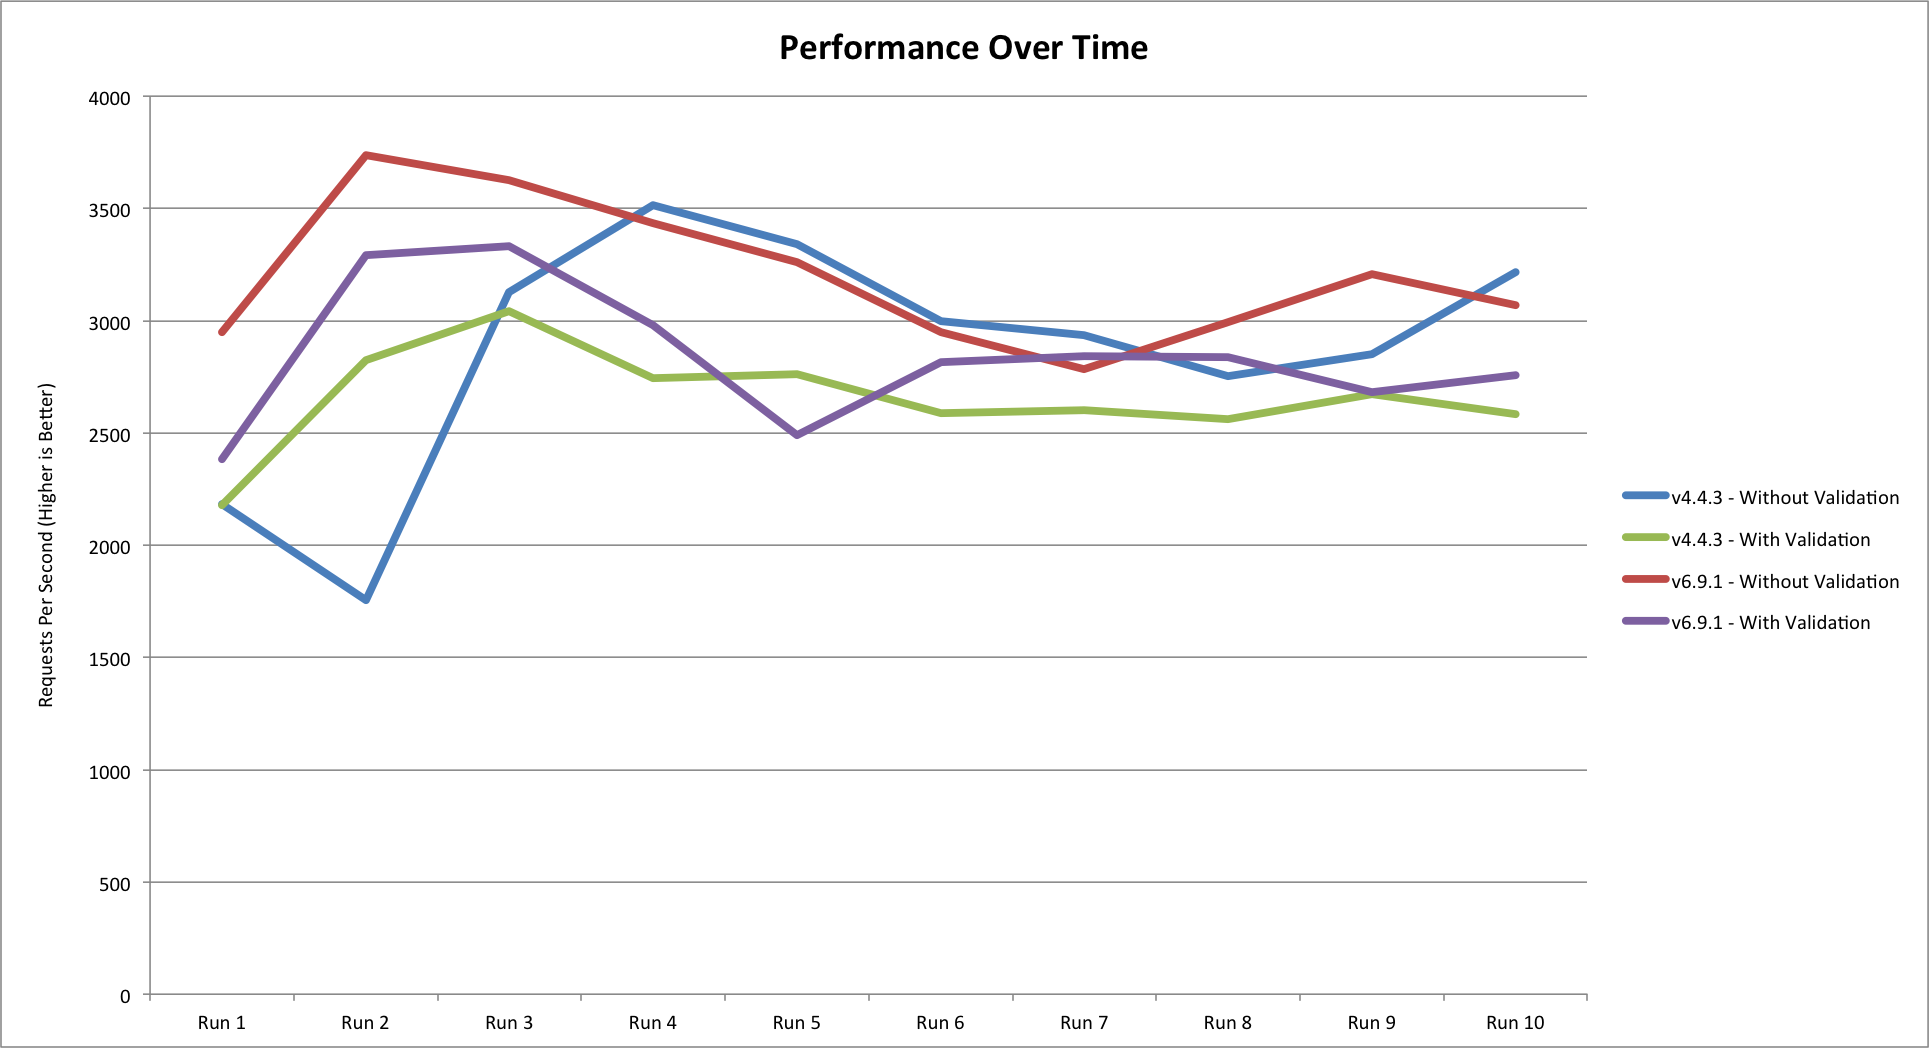 Performance Over Time
4000
3500
3000
2500
2000
1500
1000
500
0
Requests Per Second (Higher is Better)
Run 1
Run 2
Run 3
Run 4
Run 5
Run 6
Run 7
Run 8
Run 9
Run 10
v4.4.3 - Without Validation
v4.4.3 - With Validation
v6.9.1 - Without Validation
v6.9.1 - With Validation